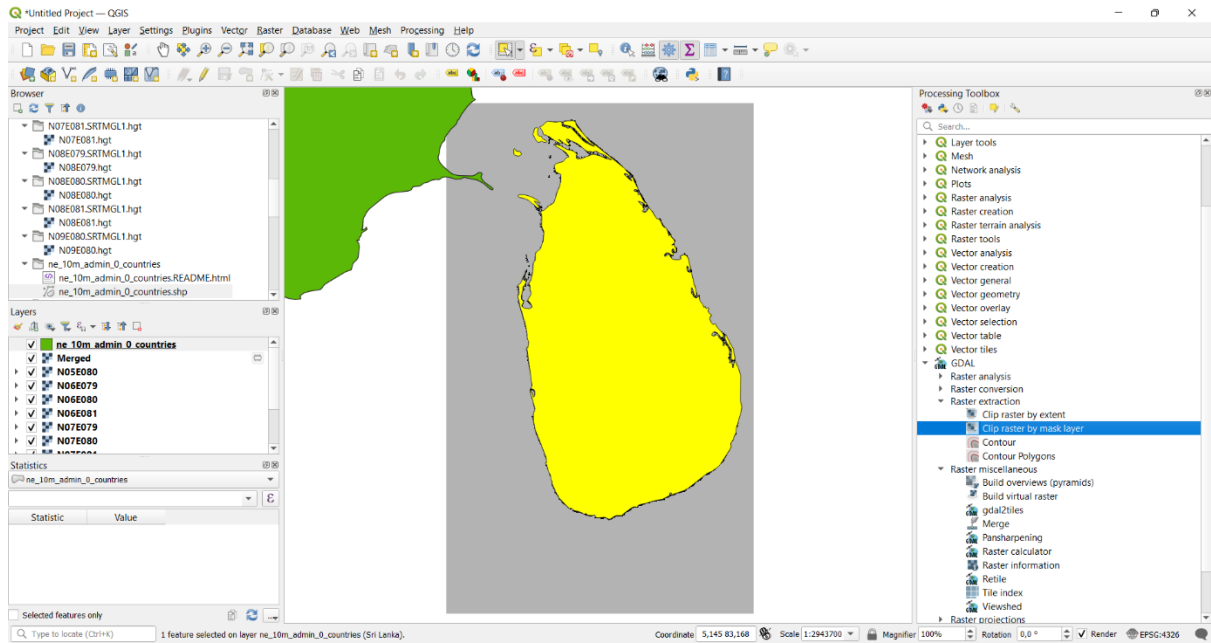 *Untitled Project — QGIS
Project Edit View Layer Settings Plugins Vector Raster Database Web Mesh Processing Help
Browser
N07E081.SRTMGL1.hgt
N07E081.hgt
N08E079.SRTMGL1.hgt
N08E079.hgt
N08E080.SRTMGL1.hgt
N08E080.hgt
N08E081.SRTMGL1.hgt
N08E081.hgt
N09E080.SRTMGL1.hgt
N09E080.hgt
ne_10m_admin_0_countries
ne_10m_admin_0_countries.README.html
ne_10m_admin_0_countries.shp
Layers
ne_10m_admin_0_countries
Merged
N05E080
N06E079
N06E080
N06E081
N07E079
N07E080
N07E081
Statistics
ne_10m_admin_0_countries
Statistic Value
Selected features only
Processing Toolbox
Search...
Layer tools
Mesh
Network analysis
Plots
Raster analysis
Raster creation
Raster terrain analysis
Raster tools
Vector analysis
Vector creation
Vector general
Vector geometry
Vector overlay
Vector selection
Vector table
Vector tiles
GDAL
Raster analysis
Raster conversion
Raster extraction
Clip raster by extent
Clip raster by mask layer
Contour
Contour Polygons
Raster miscellaneous
Build overviews (pyramids)
Build virtual raster
gdal2tiles
Merge
Pansharpening
Raster calculator
Raster information
Retile
Tile index
Viewshed
Raster projections
Type to locate (Ctrl+K) 1 feature selected on layer ne_10m_admin_0_countries (Sri Lanka). Coordinate 5,145 83,168 Scale 1:2943700 Magnifier 100% Rotation 0,0 ° Render EPSG:4326